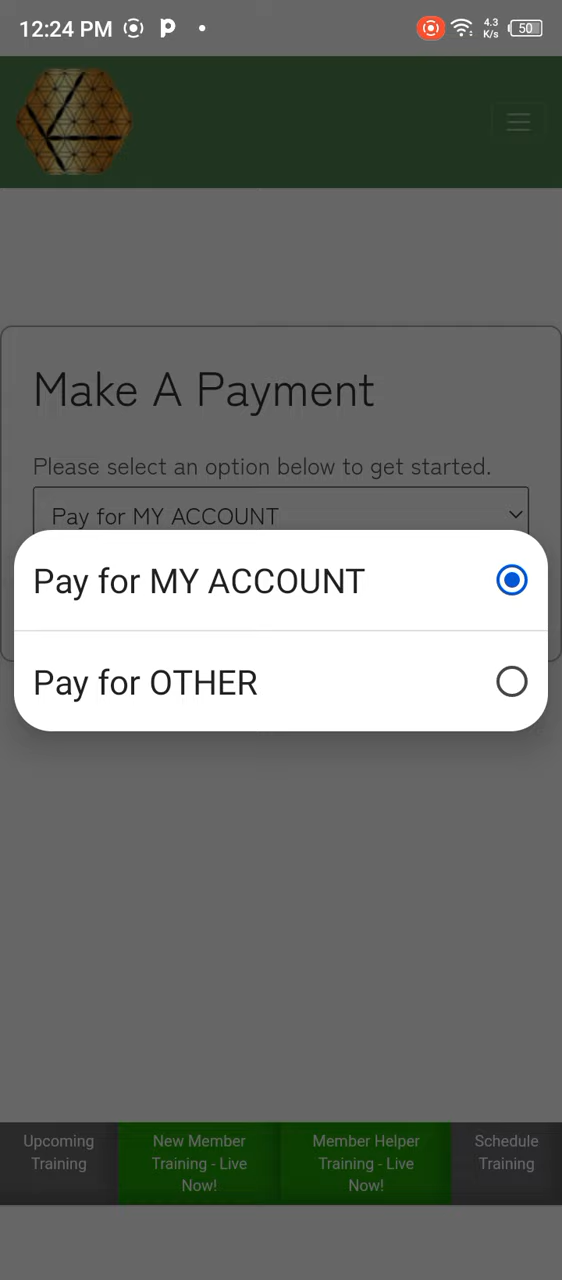 12:24 PM
4.3
K/s
50
Make A Payment
Please select an option below to get started.
Pay for MY ACCOUNT
Pay for MY ACCOUNT
Pay for OTHER
Upcoming
Training
New Member
Training - Live
Now!
Member Helper
Training - Live
Now!
Schedule
Training